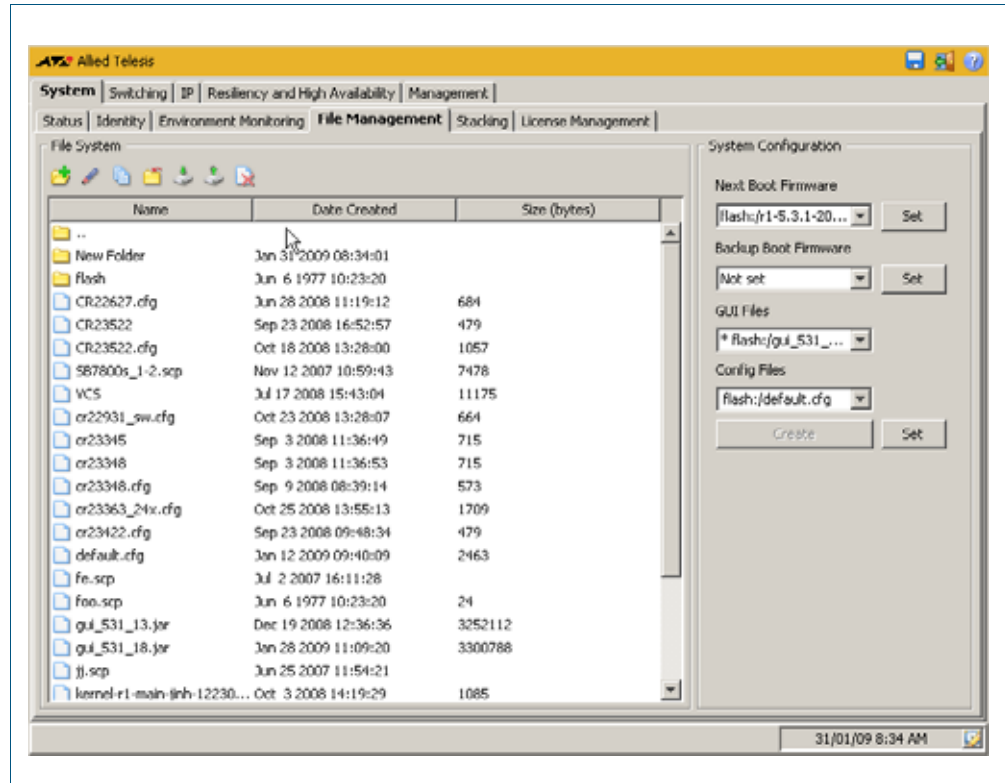 Allied Telesis
System Switching IP Resiliency and High Availability Management
Status Identity Environment Monitoring File Management Stacking License Management
File System
Name Date Created Size (bytes)
..
New Folder Jan 31 2009 08:34:01
flash Jun 6 1977 10:23:20
CR22627.cfg Jun 28 2008 11:19:12 684
CR23522 Sep 23 2008 16:52:57 479
CR23522.cfg Oct 18 2008 13:28:00 1057
SB7800s_1-2.scp Nov 12 2007 10:59:43 7478
VCS Jul 17 2008 15:43:04 11175
cr22931_sw.cfg Oct 23 2008 13:28:07 664
cr23345 Sep 3 2008 11:36:49 715
cr23348 Sep 3 2008 11:36:53 715
cr23348.cfg Sep 9 2008 08:39:14 573
cr23363_24x.cfg Oct 25 2008 13:55:13 1709
cr23422.cfg Sep 23 2008 09:48:34 479
default.cfg Jan 12 2009 09:40:09 2463
fe.scp Jul 2 2007 16:11:28
foo.scp Jun 6 1977 10:23:20 24
gui_531_13.jar Dec 19 2008 12:36:36 3252112
gui_531_18.jar Jan 28 2009 11:09:20 3300788
jj.scp Jun 25 2007 11:54:21
kernel-r1-main-jinh-12230... Oct 3 2008 14:19:29 1085
System Configuration
Next Boot Firmware
flash:/r1-5.3.1-20... Set
Backup Boot Firmware
Not set Set
GUI Files
* flash:/gui_531_...
Config Files
flash:/default.cfg
Create Set
31/01/09 8:34 AM